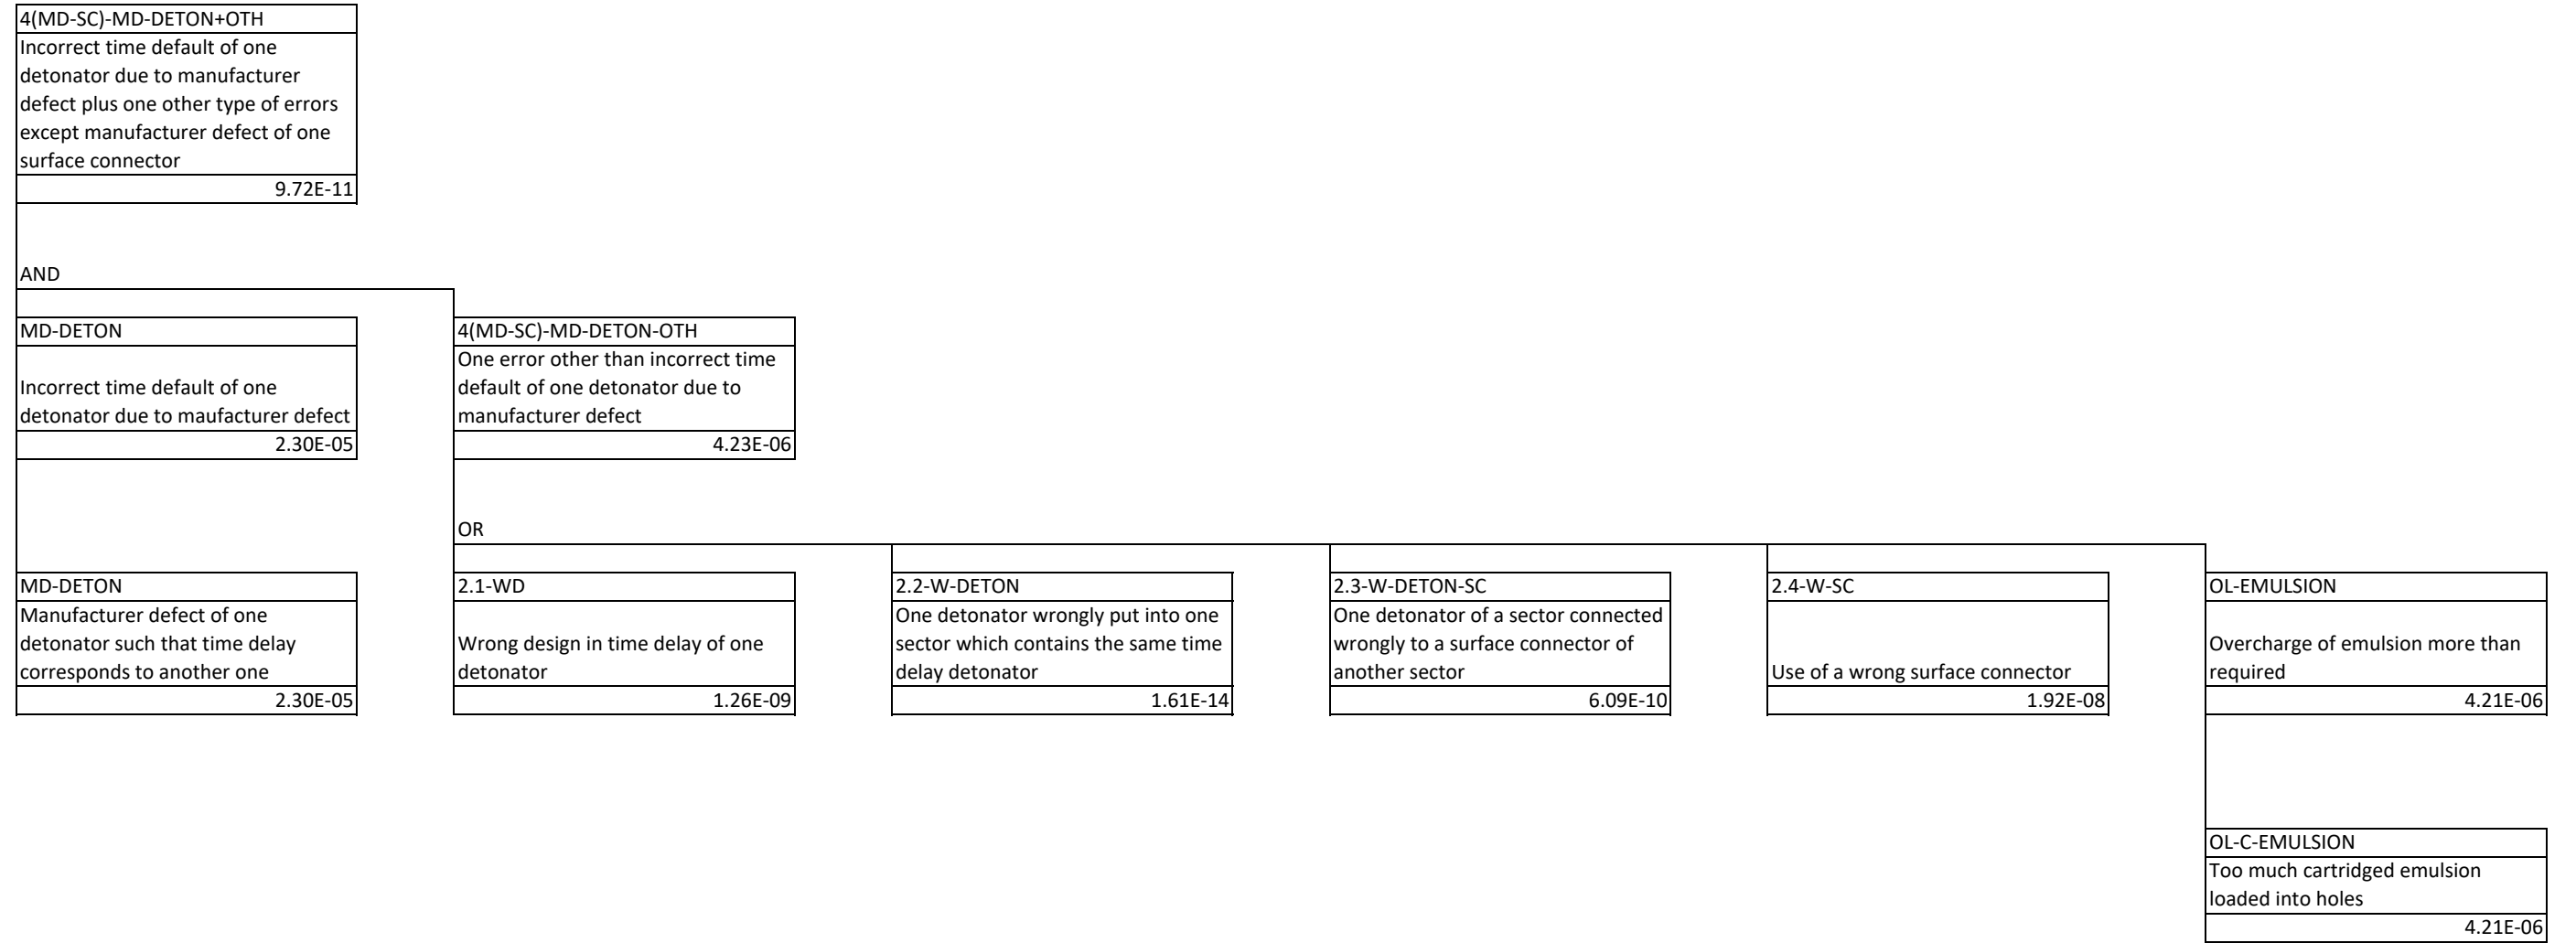 4(MD-SC)-MD-DETON+OTH
Incorrect time default of one
detonator due to manufacturer
defect plus one other type of errors
except manufacturer defect of one
surface connector
9.72E-11
AND
MD-DETON
Incorrect time default of one
detonator due to maufacturer defect
2.30E-05
4(MD-SC)-MD-DETON-OTH
One error other than incorrect time
default of one detonator due to
manufacturer defect
4.23E-06
OR
MD-DETON
Manufacturer defect of one
detonator such that time delay
corresponds to another one
2.30E-05
2.1-WD
Wrong design in time delay of one
detonator
1.26E-09
2.2-W-DETON
One detonator wrongly put into one
sector which contains the same time
delay detonator
1.61E-14
2.3-W-DETON-SC
One detonator of a sector connected
wrongly to a surface connector of
another sector
6.09E-10
2.4-W-SC
Use of a wrong surface connector
1.92E-08
OL-EMULSION
Overcharge of emulsion more than
required
4.21E-06
OL-C-EMULSION
Too much cartridged emulsion
loaded into holes
4.21E-06